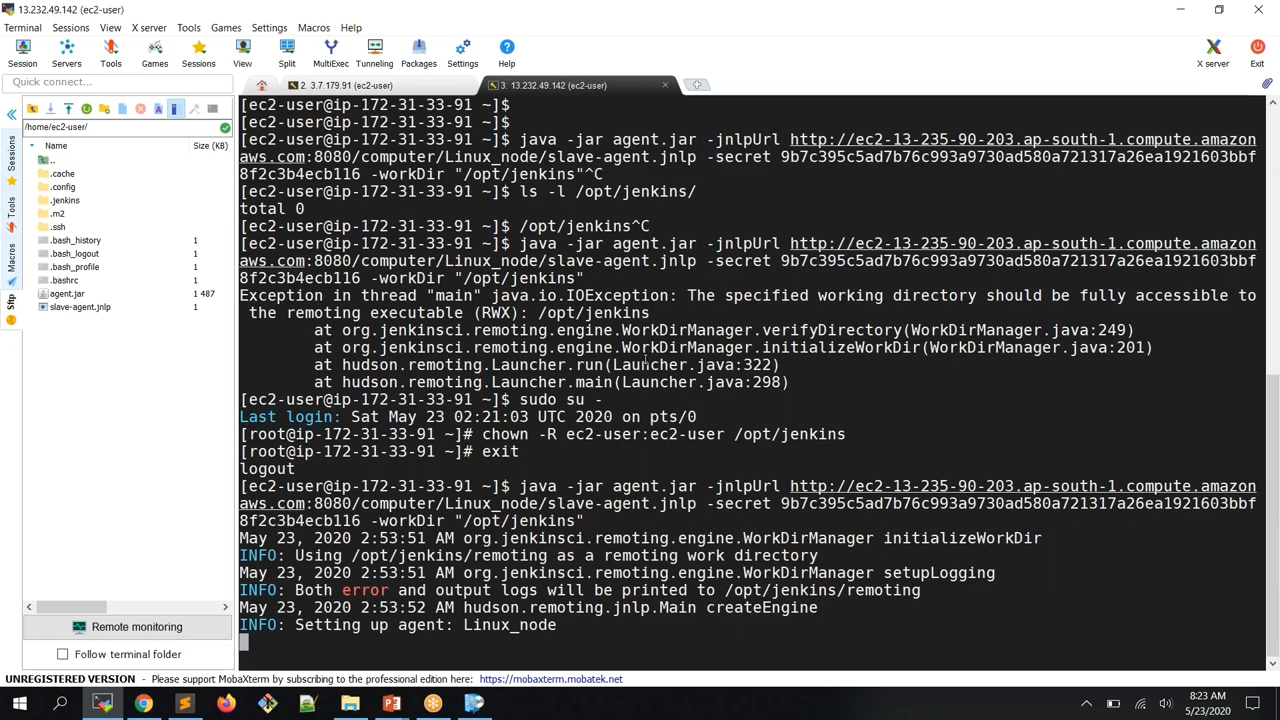 13.232.49.142 (ec2-user)
Terminal Sessions View X server Tools Games Settings Macros Help
Session Servers Tools Games Sessions View Split MultiExec Tunneling Packages Settings Help X server Exit
Quick connect...
2. 3.7.179.91 (ec2-user)
3. 13.232.49.142 (ec2-user)
/home/ec2-user/
Name Size (KB)
..
.cache
.config
.jenkins
.m2
.ssh
.bash_history 1
.bash_logout 1
.bash_profile 1
.bashrc 1
agent.jar 1 487
slave-agent.jnlp 1
Sessions
Tools
Macros
Sftp
Remote monitoring
Follow terminal folder
[ec2-user@ip-172-31-33-91 ~]$
[ec2-user@ip-172-31-33-91 ~]$
[ec2-user@ip-172-31-33-91 ~]$ java -jar agent.jar -jnlpUrl http://ec2-13-235-90-203.ap-south-1.compute.amazon
aws.com:8080/computer/Linux_node/slave-agent.jnlp -secret 9b7c395c5ad7b76c993a9730ad580a721317a26ea1921603bbf
8f2c3b4ecb116 -workDir "/opt/jenkins"^C
[ec2-user@ip-172-31-33-91 ~]$ ls -l /opt/jenkins/
total 0
[ec2-user@ip-172-31-33-91 ~]$ /opt/jenkins^C
[ec2-user@ip-172-31-33-91 ~]$ java -jar agent.jar -jnlpUrl http://ec2-13-235-90-203.ap-south-1.compute.amazon
aws.com:8080/computer/Linux_node/slave-agent.jnlp -secret 9b7c395c5ad7b76c993a9730ad580a721317a26ea1921603bbf
8f2c3b4ecb116 -workDir "/opt/jenkins"
Exception in thread "main" java.io.IOException: The specified working directory should be fully accessible to
the remoting executable (RWX): /opt/jenkins
at org.jenkinsci.remoting.engine.WorkDirManager.verifyDirectory(WorkDirManager.java:249)
at org.jenkinsci.remoting.engine.WorkDirManager.initializeWorkDir(WorkDirManager.java:201)
at hudson.remoting.Launcher.run(Launcher.java:322)
at hudson.remoting.Launcher.main(Launcher.java:298)
[ec2-user@ip-172-31-33-91 ~]$ sudo su -
Last login: Sat May 23 02:21:03 UTC 2020 on pts/0
[root@ip-172-31-33-91 ~]# chown -R ec2-user:ec2-user /opt/jenkins
[root@ip-172-31-33-91 ~]# exit
logout
[ec2-user@ip-172-31-33-91 ~]$ java -jar agent.jar -jnlpUrl http://ec2-13-235-90-203.ap-south-1.compute.amazon
aws.com:8080/computer/Linux_node/slave-agent.jnlp -secret 9b7c395c5ad7b76c993a9730ad580a721317a26ea1921603bbf
8f2c3b4ecb116 -workDir "/opt/jenkins"
May 23, 2020 2:53:51 AM org.jenkinsci.remoting.engine.WorkDirManager initializeWorkDir
INFO: Using /opt/jenkins/remoting as a remoting work directory
May 23, 2020 2:53:51 AM org.jenkinsci.remoting.engine.WorkDirManager setupLogging
INFO: Both error and output logs will be printed to /opt/jenkins/remoting
May 23, 2020 2:53:52 AM hudson.remoting.jnlp.Main createEngine
INFO: Setting up agent: Linux_node
UNREGISTERED VERSION - Please support MobaXterm by subscribing to the professional edition here: https://mobaxterm.mobatek.net
8:23 AM
5/23/2020